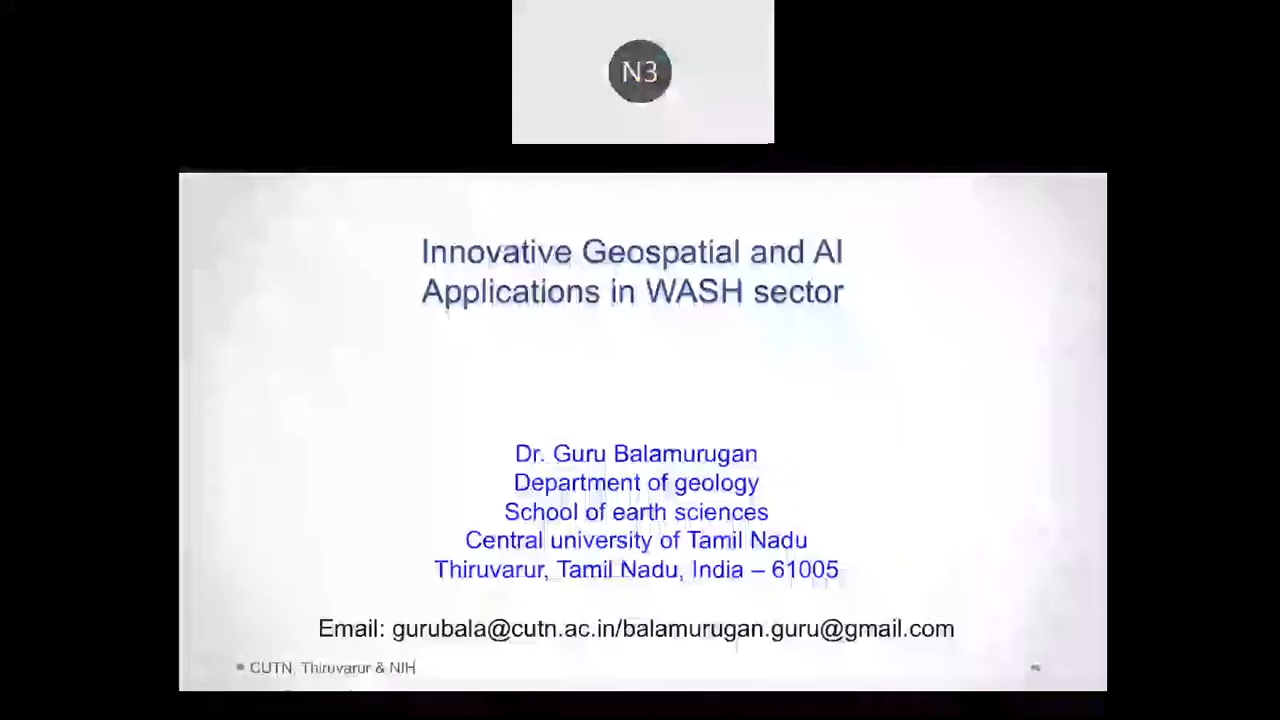 N3
Innovative Geospatial and AI
Applications in WASH sector
Dr. Guru Balamurugan
Department of geology
School of earth sciences
Central university of Tamil Nadu
Thiruvarur, Tamil Nadu, India – 61005
Email: gurubala@cutn.ac.in/balamurugan.guru@gmail.com
CUTN, Thiruvarur & NIH